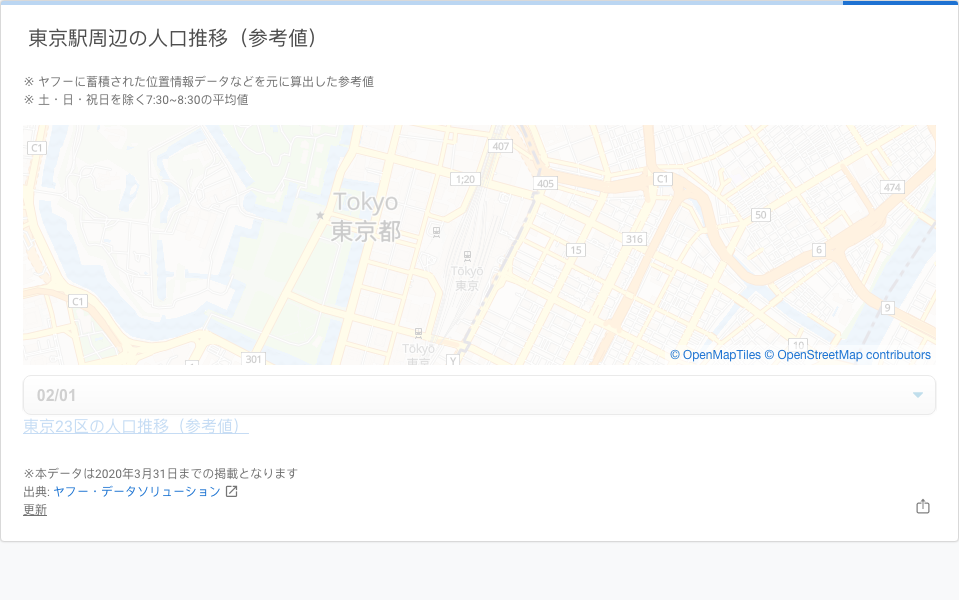 東京駅周辺の人口推移（参考値）
※ ヤフーに蓄積された位置情報データなどを元に算出した参考値
※ 土・日・祝日を除く7:30~8:30の平均値
C1
407
1;20
405
C1
474
Tokyo
東京都
50
316
15
6
Tōkyō
東京
C1
9
301
1
Tōkyō
東京
Y
10
© OpenMapTiles © OpenStreetMap contributors
02/01
東京23区の人口推移（参考値）
※本データは2020年3月31日までの掲載となります
出典: ヤフー・データソリューション
更新